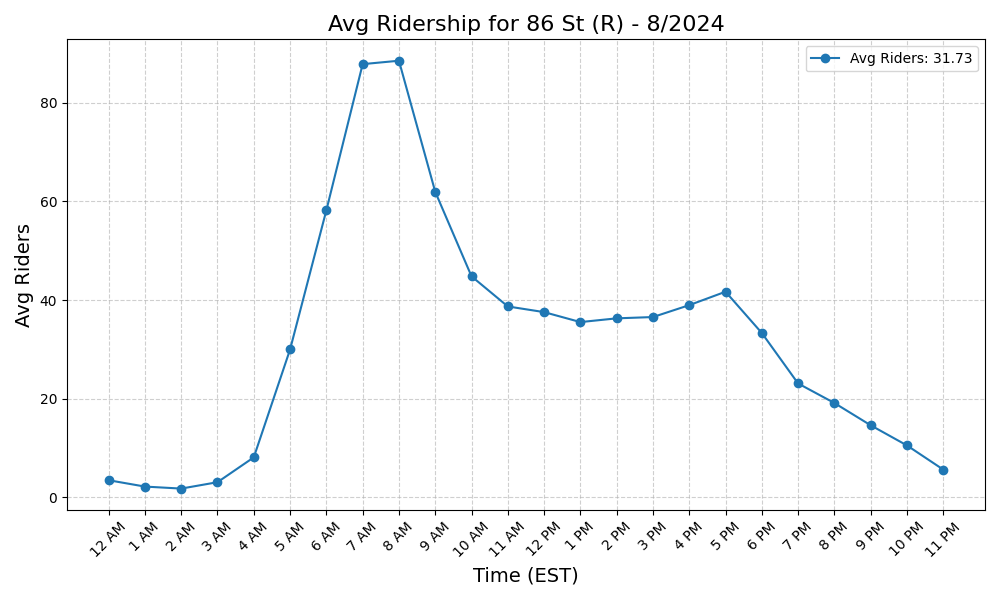 Avg Ridership for 86 St (R) - 8/2024
Avg Riders: 31.73
Avg Riders
80
60
40
20
0
12 AM
1 AM
2 AM
3 AM
4 AM
5 AM
6 AM
7 AM
8 AM
9 AM
10 AM
11 AM
12 PM
1 PM
2 PM
3 PM
4 PM
5 PM
6 PM
7 PM
8 PM
9 PM
10 PM
11 PM
Time (EST)